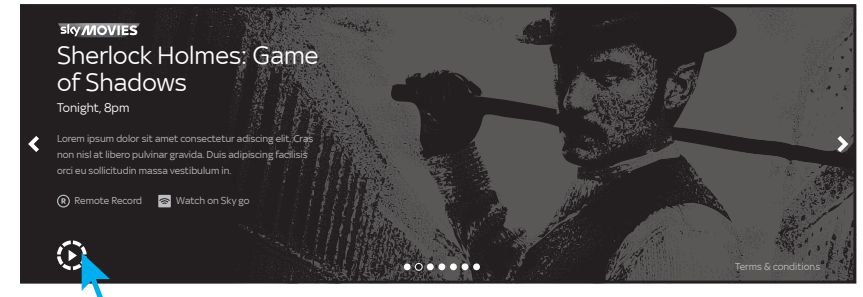 sky MOVIES
Sherlock Holmes: Game
of Shadows
Tonight, 8pm
Lorem ipsum dolor sit amet consectetur adiscing elit. Cras
non nisl at libero pulvinar gravida. Duis adipiscing facilisis
orci eu sollicitudin massa vestibulum in.
R Remote Record Watch on Sky go
Terms & conditions